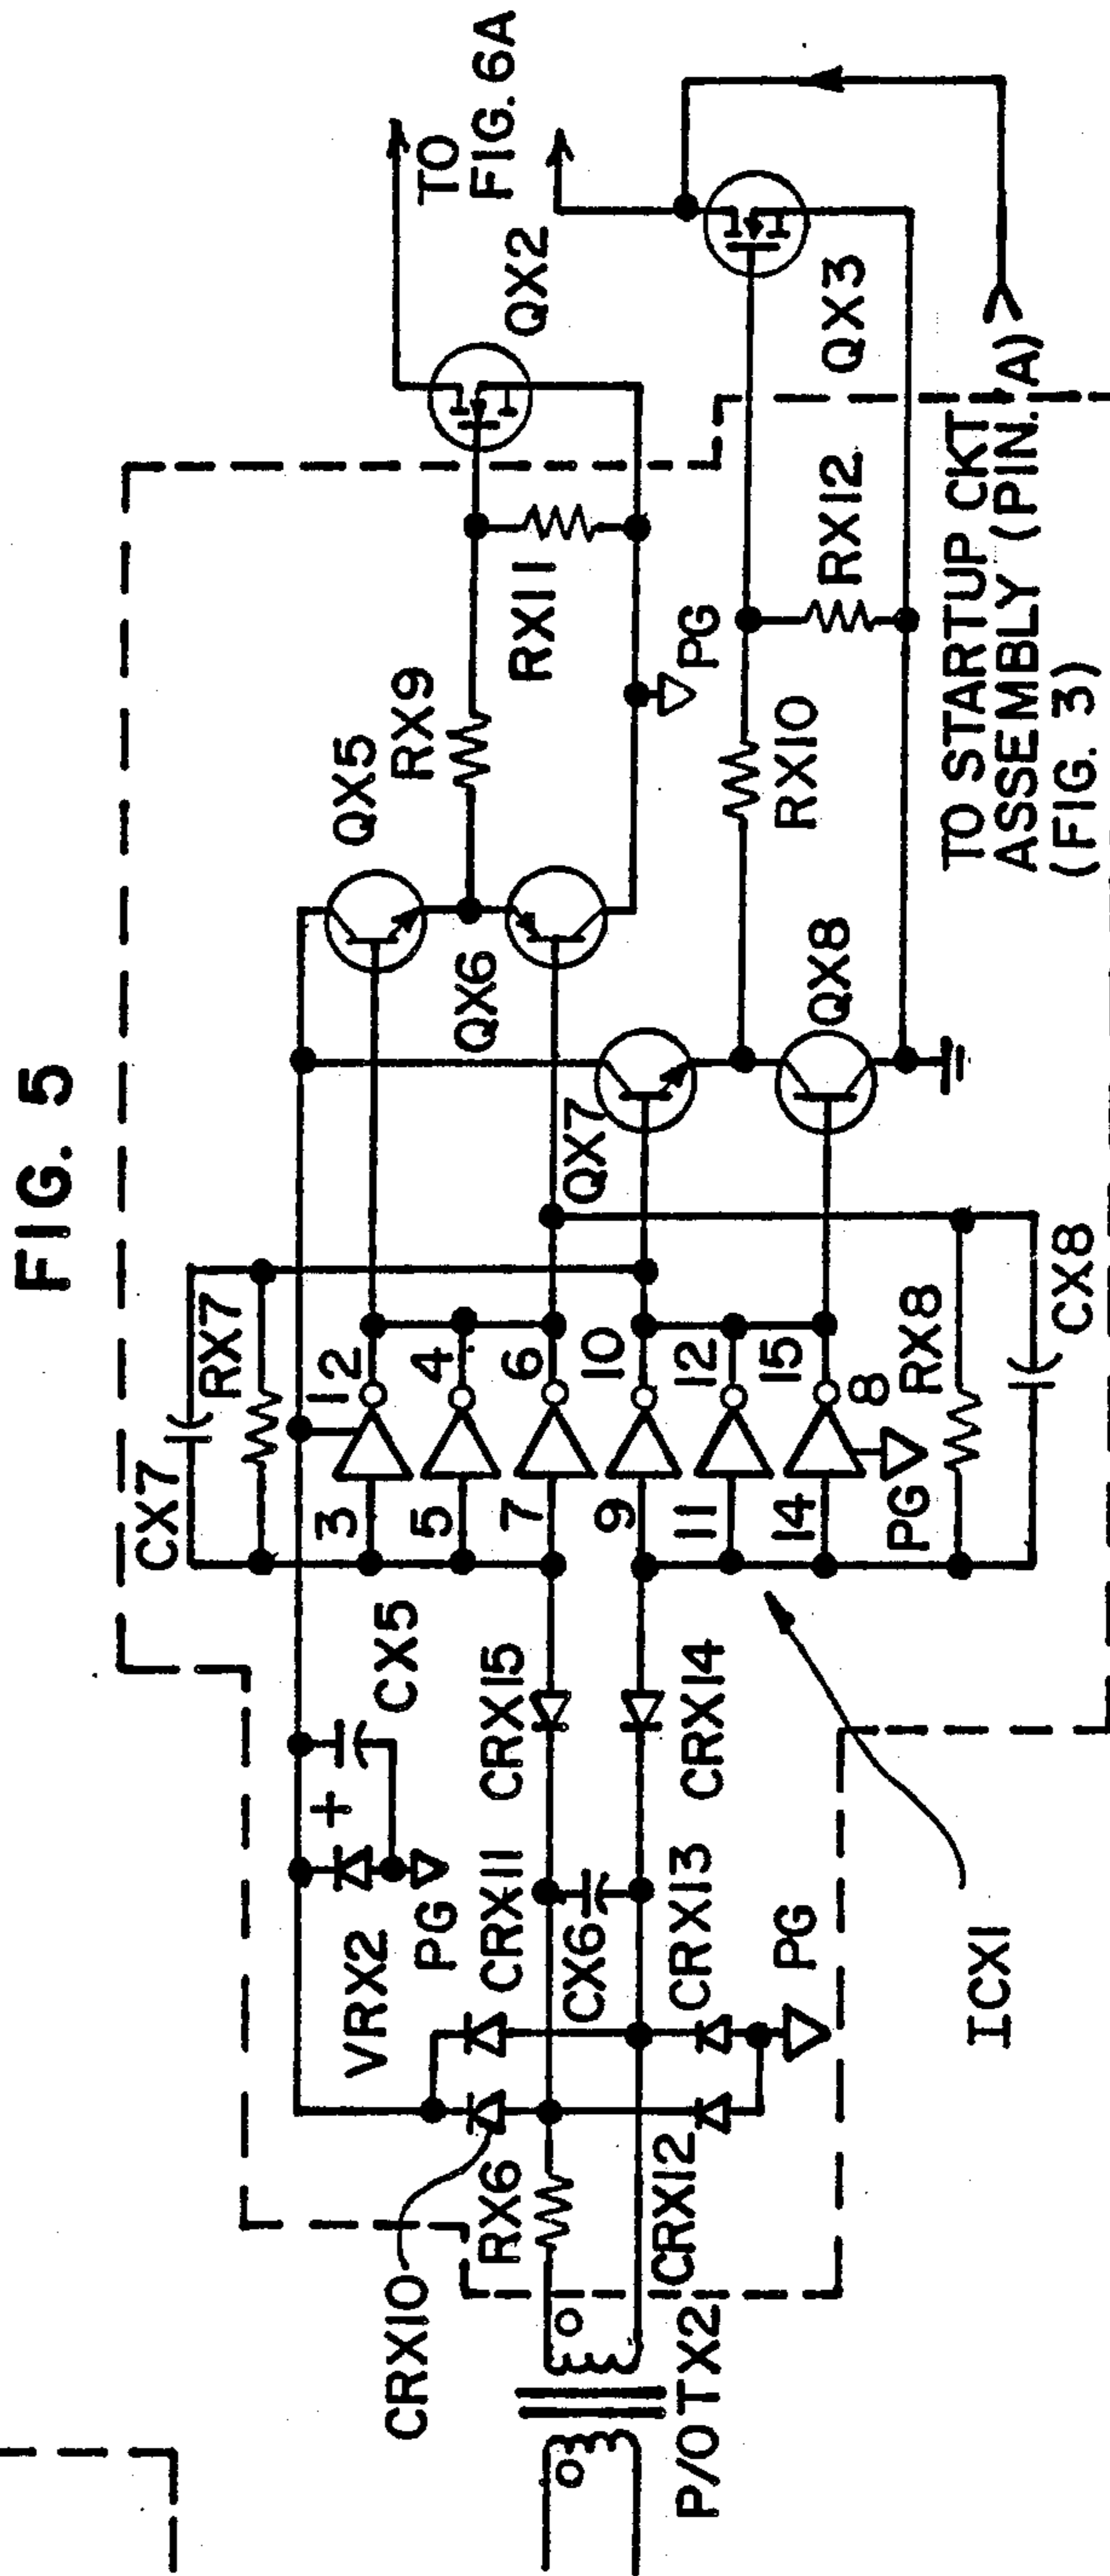 FIG. 5
CX7
RX7
VRX2
+
CX5
PG
CRX10
RX6
CRX11
CX6
CRX15
CRX12
CRX13
CRX14
PG
P/O TX2
ICX1
3
12
5
4
7
6
9
10
11
12
14
15
8
PG
RX8
CX8
QX5
QX6
QX7
QX8
RX9
RX11
PG
RX10
RX12
QX2
QX3
TO
FIG. 6A
TO STARTUP CKT
ASSEMBLY (PIN. A)
(FIG. 3)